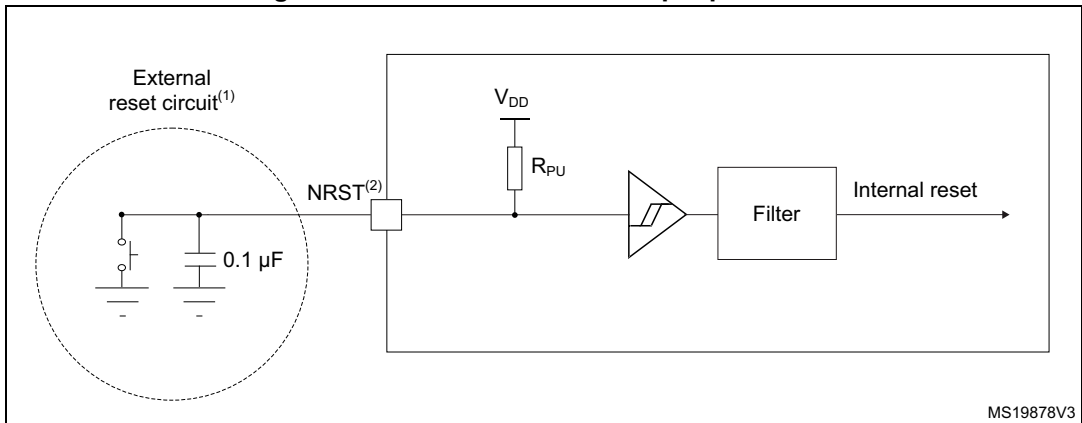 External
reset circuit(1)
VDD
RPU
NRST(2)
Filter
Internal reset
0.1 µF
MS19878V3